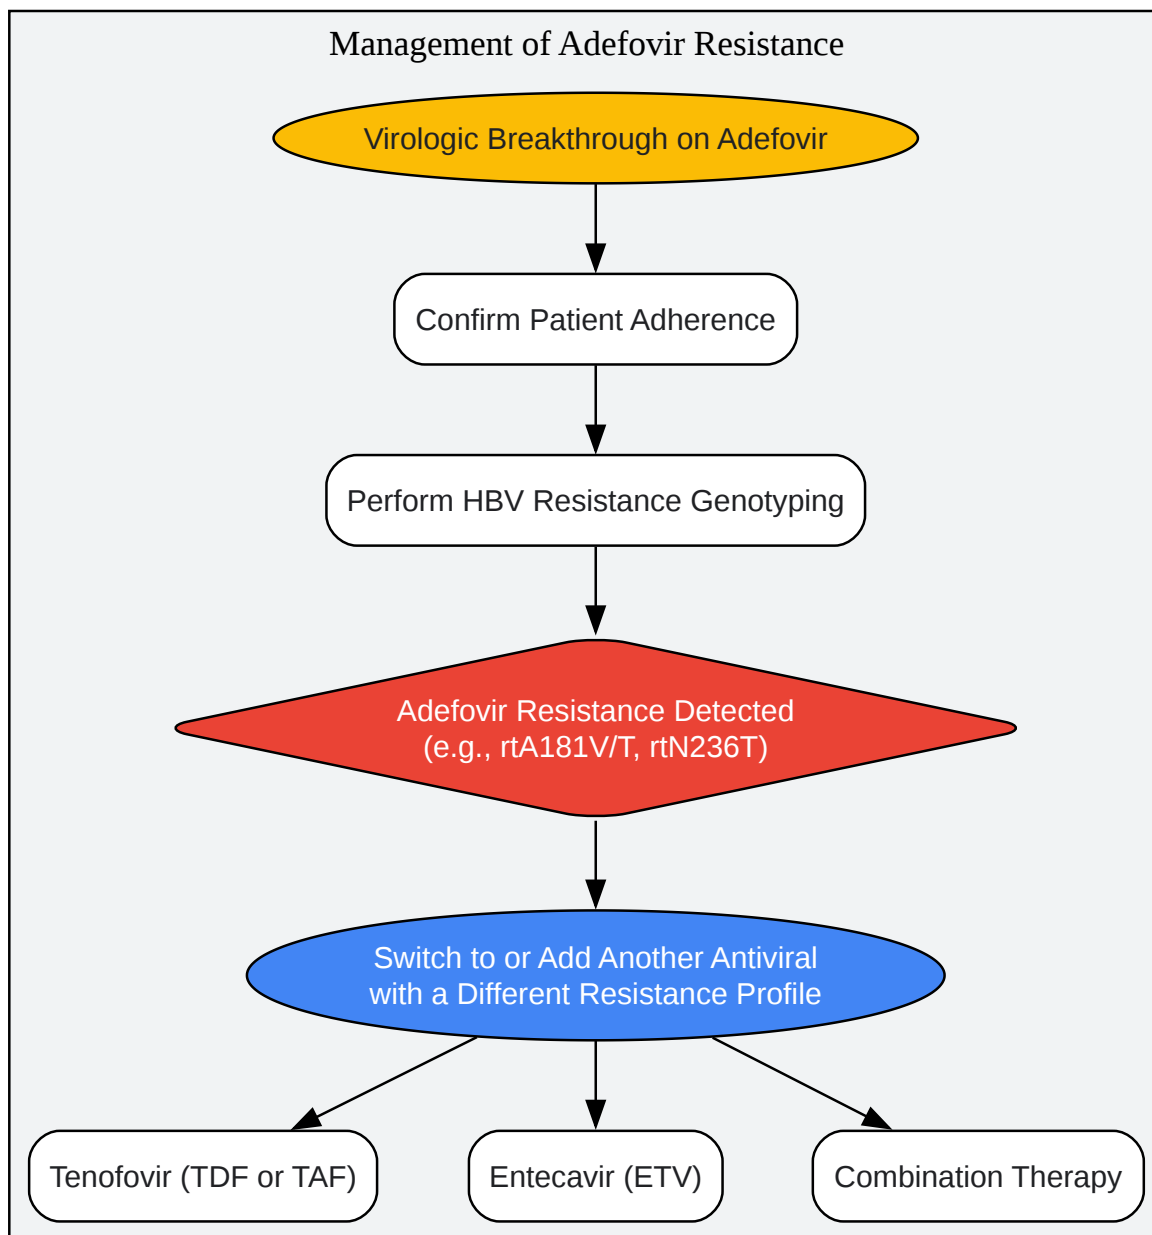 Management of Adefovir Resistance
Virologic Breakthrough on Adefovir
Confirm Patient Adherence
Perform HBV Resistance Genotyping
Adefovir Resistance Detected
(e.g., rtA181V/T, rtN236T)
Switch to or Add Another Antiviral
with a Different Resistance Profile
Tenofovir (TDF or TAF)
Entecavir (ETV)
Combination Therapy